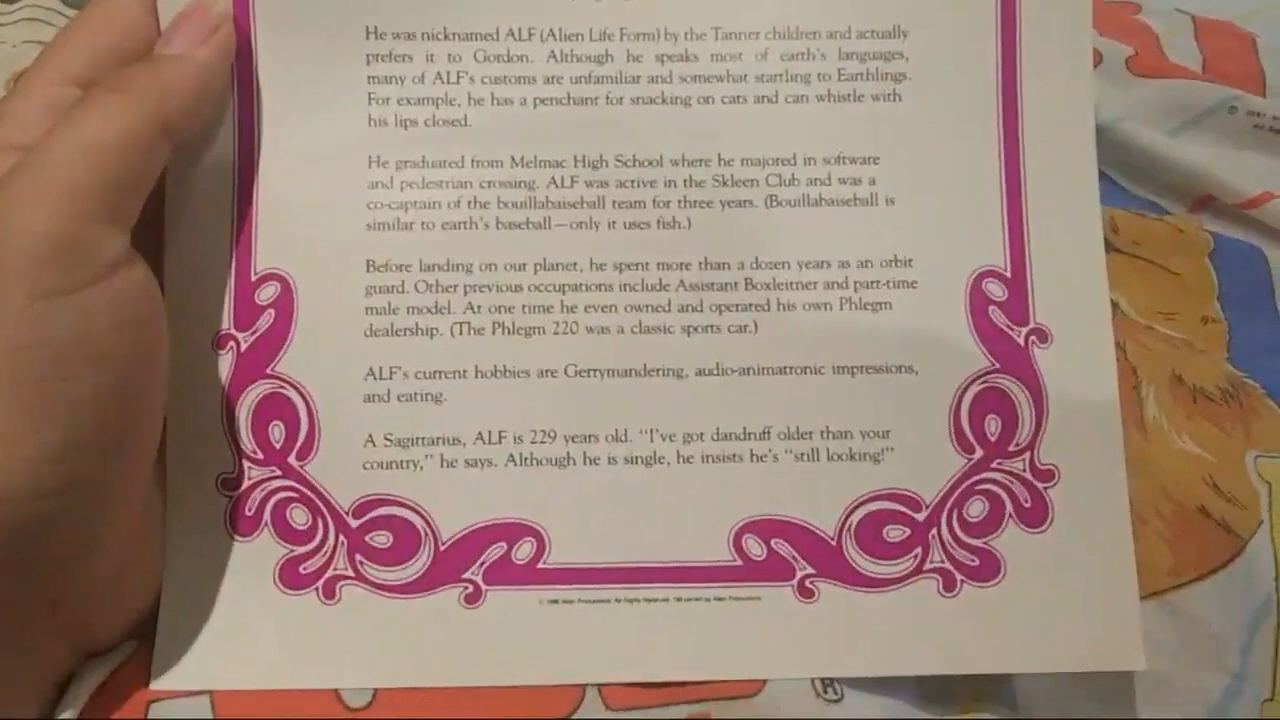 He was nicknamed ALF (Alien Life Form) by the Tanner children and actually
prefers it to Gordon. Although he speaks most of earth's languages,
many of ALF's customs are unfamiliar and somewhat startling to Earthlings.
For example, he has a penchant for snacking on cats and can whistle with
his lips closed.
He graduated from Melmac High School where he majored in software
and pedestrian crossing. ALF was active in the Skleen Club and was a
co-captain of the bouillabaiseball team for three years. (Bouillabaiseball is
similar to earth's baseball—only it uses fish.)
Before landing on our planet, he spent more than a dozen years as an orbit
guard. Other previous occupations include Assistant Boxleitner and part-time
male model. At one time he even owned and operated his own Phlegm
dealership. (The Phlegm 220 was a classic sports car.)
ALF's current hobbies are Gerrymandering, audio-animatronic impressions,
and eating.
A Sagittarius, ALF is 229 years old. "I've got dandruff older than your
country," he says. Although he is single, he insists he's "still looking!"
Alien Productions. All Rights Reserved. by Alien Productions.
®